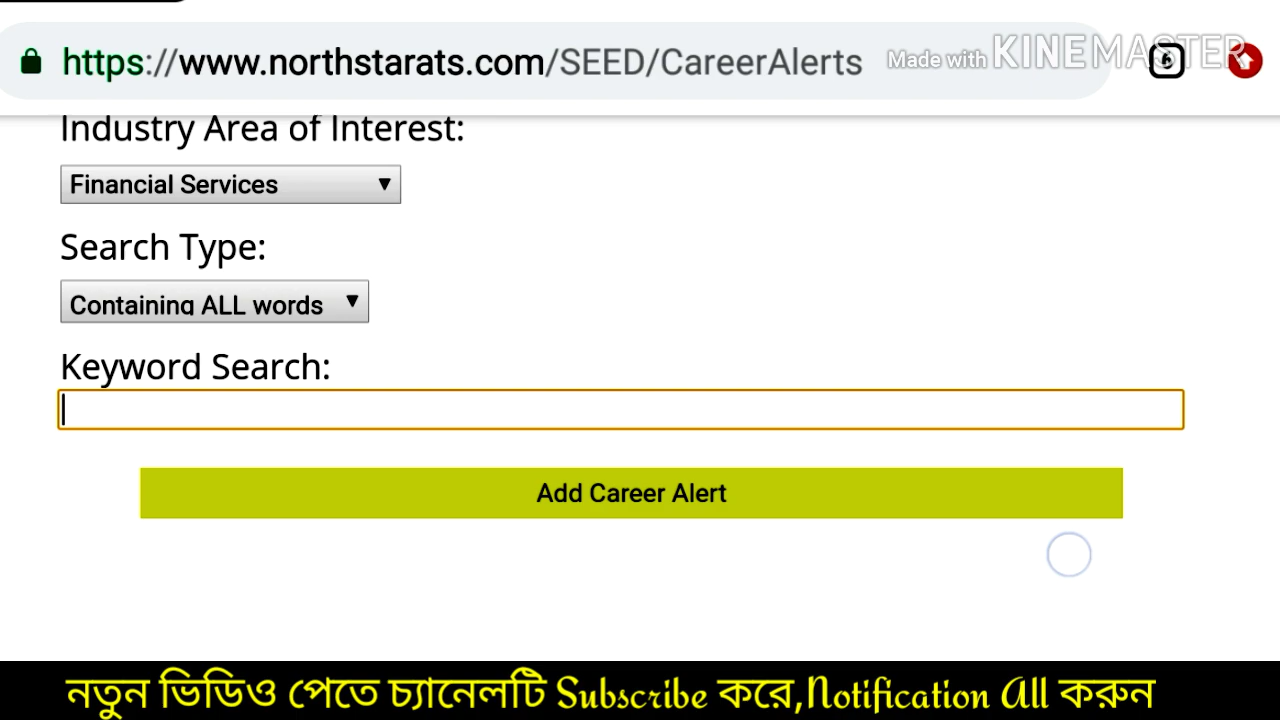 https://www.northstarats.com/SEED/CareerAlerts
Made with KINEMASTER
6
Industry Area of Interest:
Financial Services
Search Type:
Containing ALL words
Keyword Search:
Add Career Alert
নতুন ভিডিও পেতে চ্যানেলটি Subscribe করে,Notification All করুন